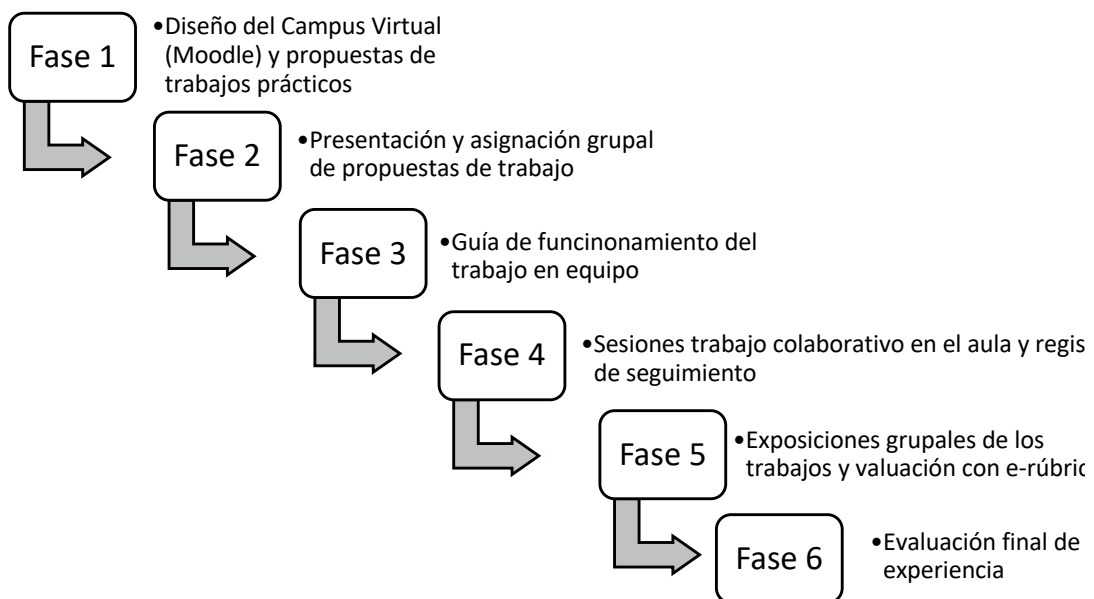 Fase 1
•Diseño del Campus Virtual
(Moodle) y propuestas de
trabajos prácticos
Fase 2
•Presentación y asignación grupal
de propuestas de trabajo
Fase 3
•Guía de funcinonamiento del
trabajo en equipo
Fase 4
•Sesiones trabajo colaborativo en el aula y regis
de seguimiento
Fase 5
•Exposiciones grupales de los
trabajos y valuación con e-rúbric
Fase 6
•Evaluación final de
experiencia